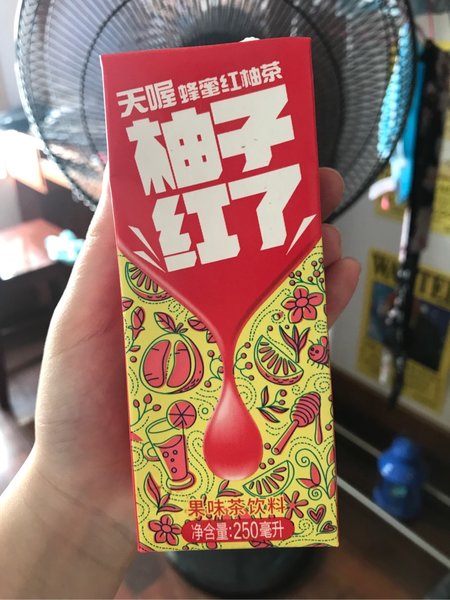 天喔 蜂蜜红柚茶
柚子
红了
果味茶饮料
净含量:250毫升
WANTE